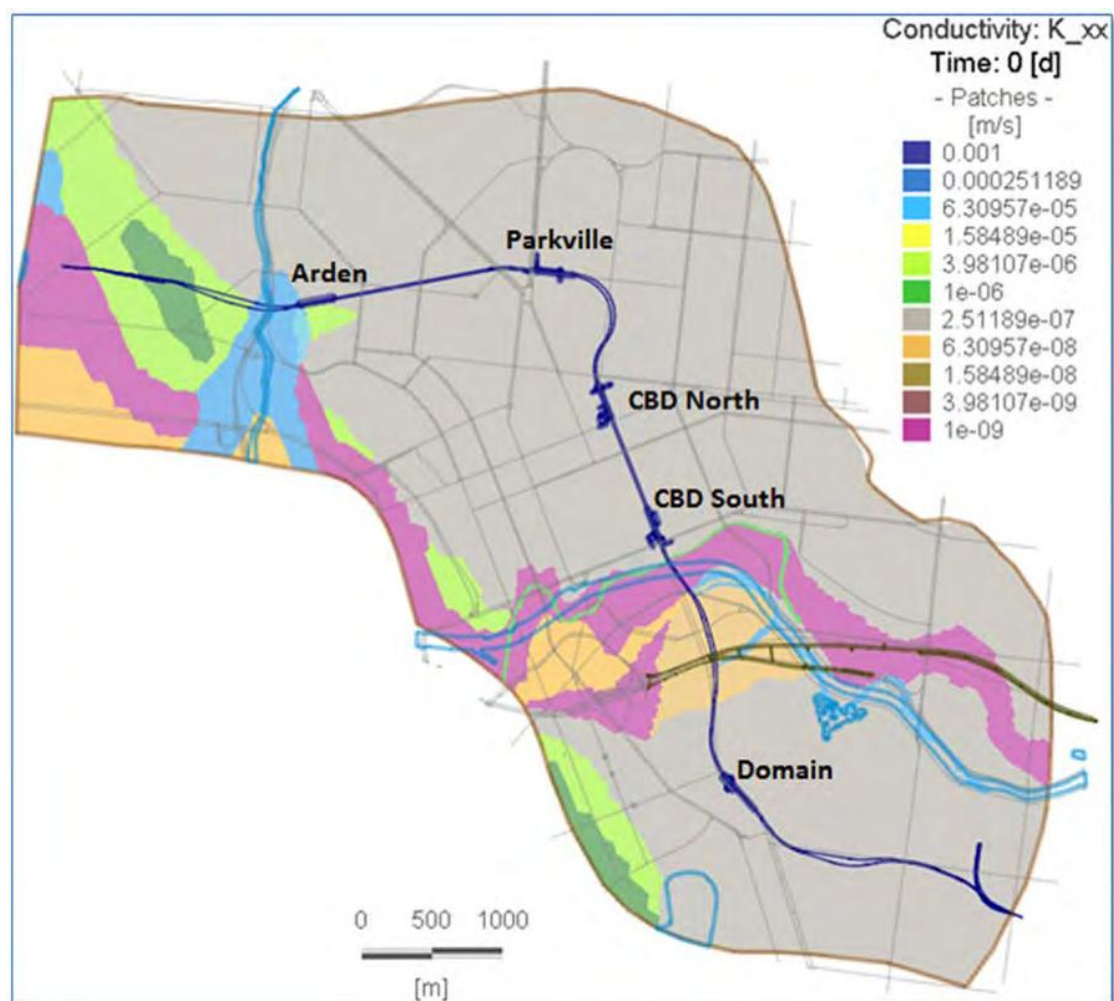 Conductivity: K_xx
Time: 0 [d]
- Patches -
[m/s]
0.001
0.000251189
6.30957e-05
1.58489e-05
3.98107e-06
1e-06
2.51189e-07
6.30957e-08
1.58489e-08
3.98107e-09
1e-09
Parkville
Arden
CBD North
CBD South
Domain
0 500 1000
[m]